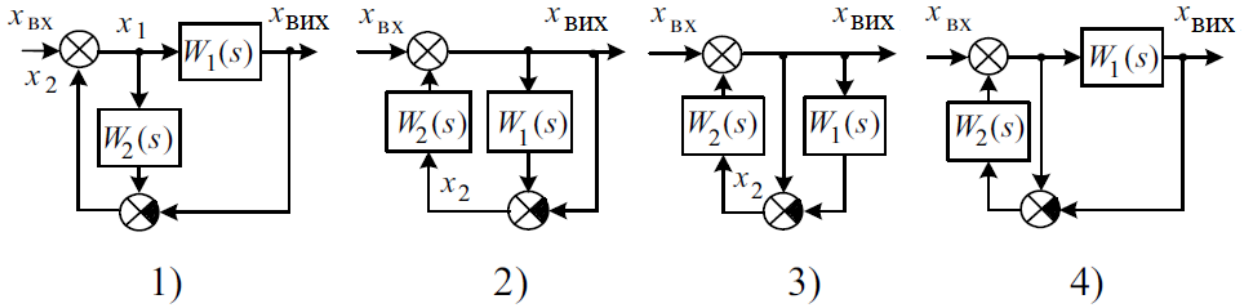 x_вх x_1 x_вих
W_1(s)
x_2
W_2(s)
1)
x_вх x_вих
W_2(s) W_1(s)
x_2
2)
x_вх x_вих
W_2(s) W_1(s)
x_2
3)
x_вх x_вих
W_1(s)
W_2(s)
4)